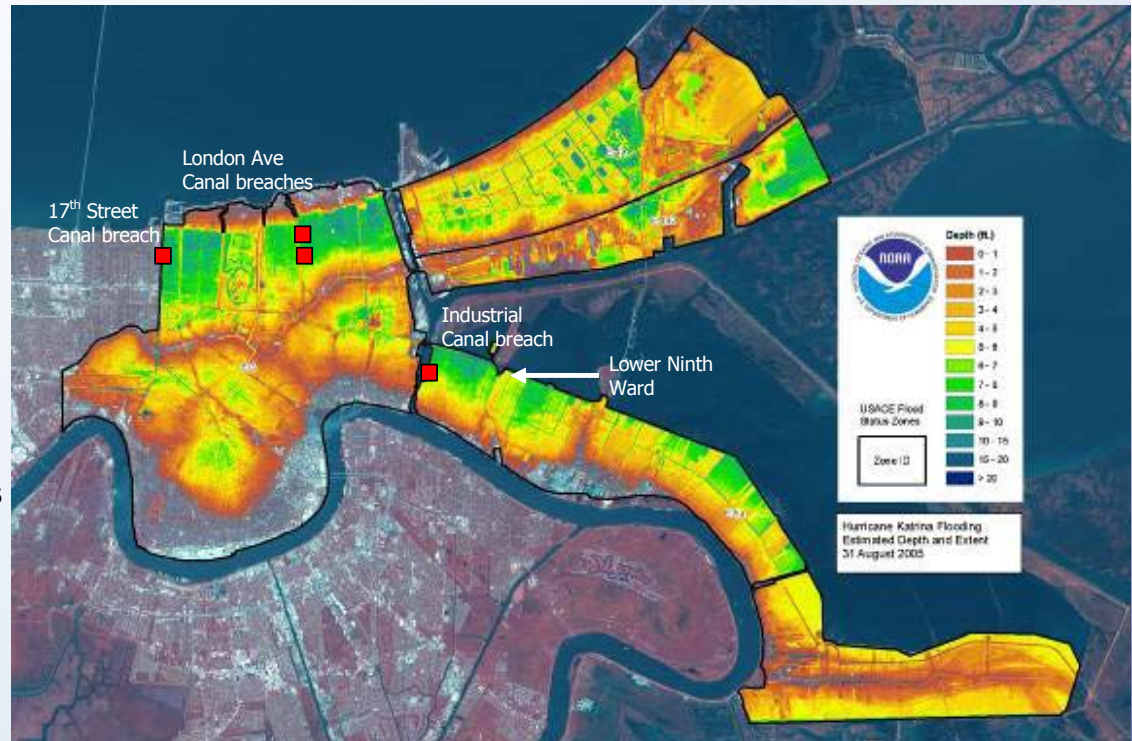 London Ave
Canal breaches
17th Street
Canal breach
Industrial
Canal breach
Lower Ninth
Ward
NOAA
Depth (ft.)
0 - 1
1 - 2
2 - 3
3 - 4
4 - 5
5 - 6
6 - 7
7 - 8
8 - 9
9 - 10
10 - 15
15 - 20
> 20
USACE Flood
Status Zones
Zone ID
Hurricane Katrina Flooding
Estimated Depth and Extent
31 August 2005
s